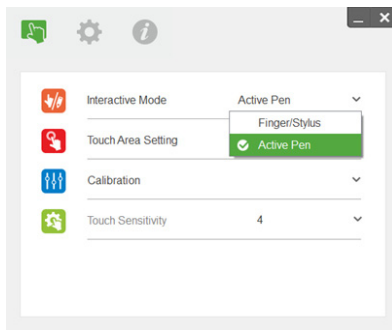 Interactive Mode Active Pen
Finger/Stylus
Touch Area Setting
Active Pen
Calibration
Touch Sensitivity 4